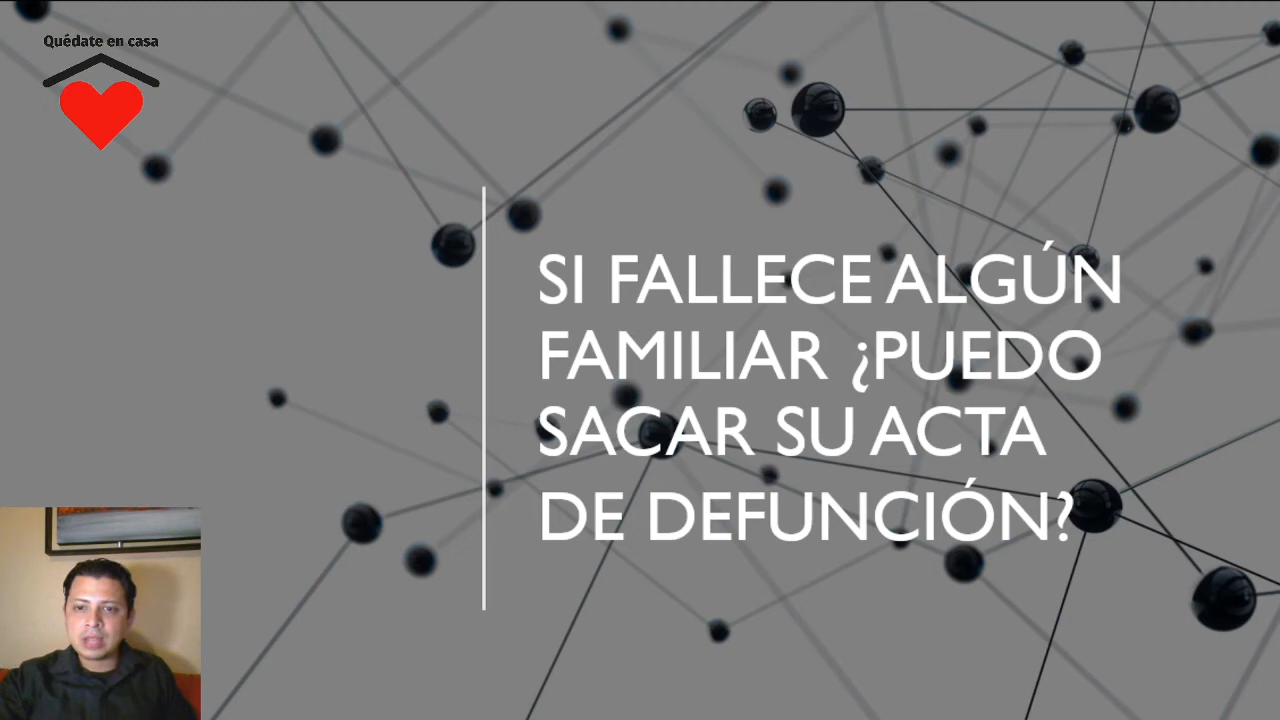 Quédate en casa
SI FALLECE ALGÚN
FAMILIAR ¿PUEDO
SACAR SU ACTA
DE DEFUNCIÓN?